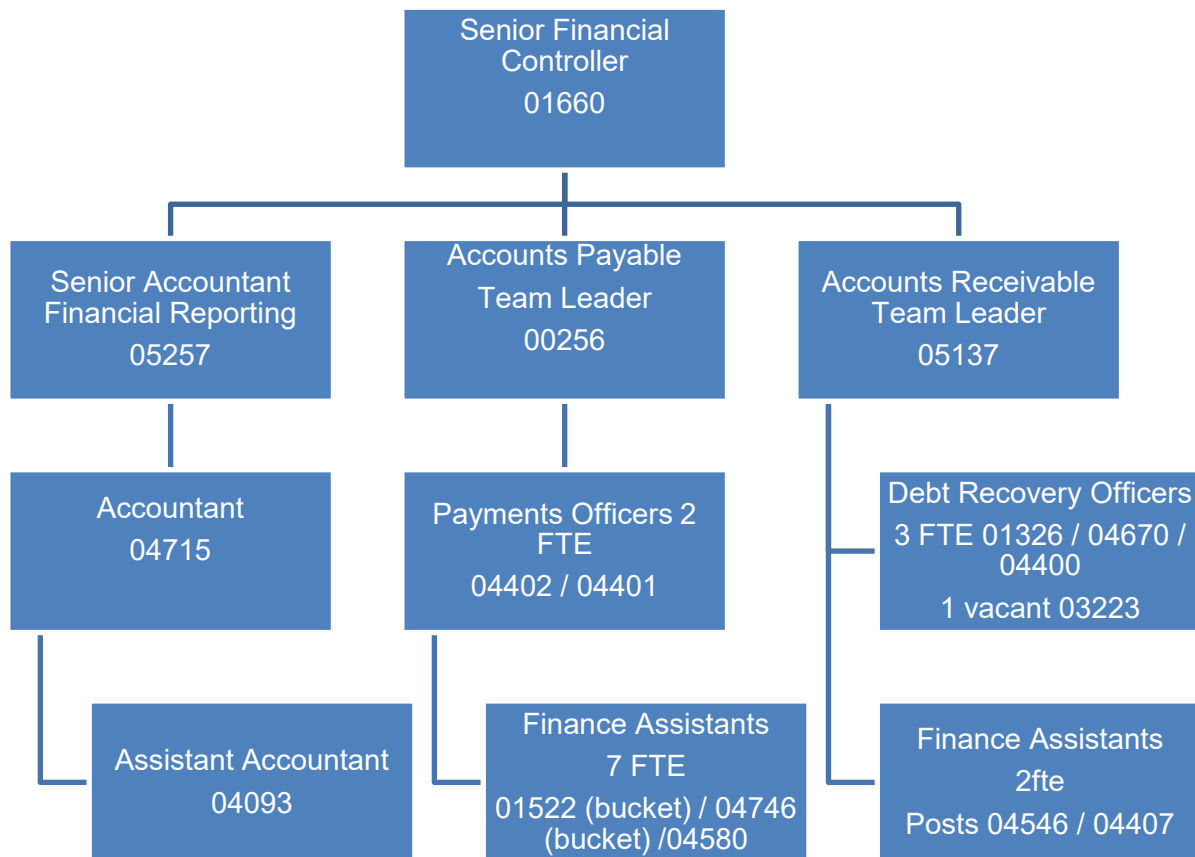 Senior Financial
Controller
01660
Senior Accountant
Financial Reporting
05257
Accounts Payable
Team Leader
00256
Accounts Receivable
Team Leader
05137
Accountant
04715
Payments Officers 2
FTE
04402 / 04401
Debt Recovery Officers
3 FTE 01326 / 04670 /
04400
1 vacant 03223
Assistant Accountant
04093
Finance Assistants
7 FTE
01522 (bucket) / 04746
(bucket) /04580
Finance Assistants
2fte
Posts 04546 / 04407